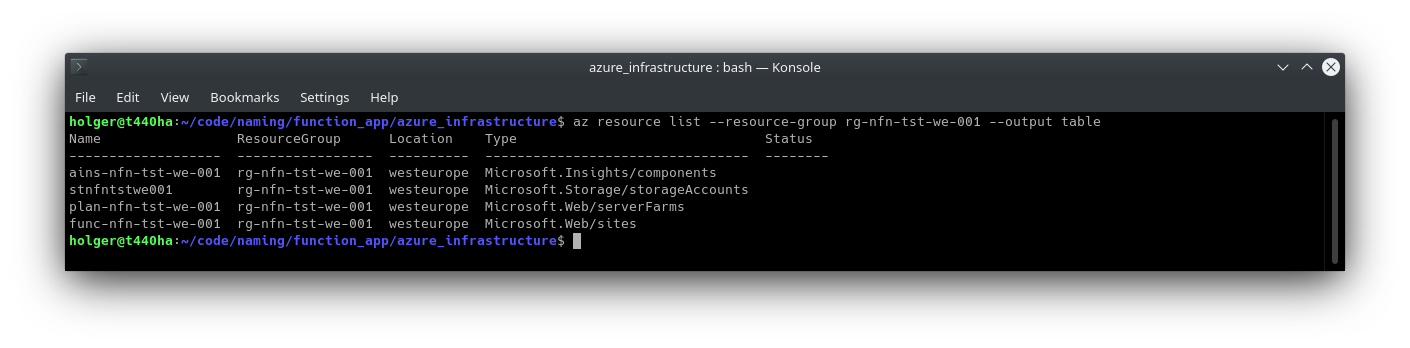 azure_infrastructure : bash — Konsole
File Edit View Bookmarks Settings Help
holger@t440ha:~/code/naming/function_app/azure_infrastructure$ az resource list --resource-group rg-nfn-tst-we-001 --output table
Name                 ResourceGroup      Location    Type                               Status
-------------------  -----------------  ----------  ---------------------------------  --------
ains-nfn-tst-we-001  rg-nfn-tst-we-001  westeurope  Microsoft.Insights/components
stnfntstwe001        rg-nfn-tst-we-001  westeurope  Microsoft.Storage/storageAccounts
plan-nfn-tst-we-001  rg-nfn-tst-we-001  westeurope  Microsoft.Web/serverFarms
func-nfn-tst-we-001  rg-nfn-tst-we-001  westeurope  Microsoft.Web/sites
holger@t440ha:~/code/naming/function_app/azure_infrastructure$